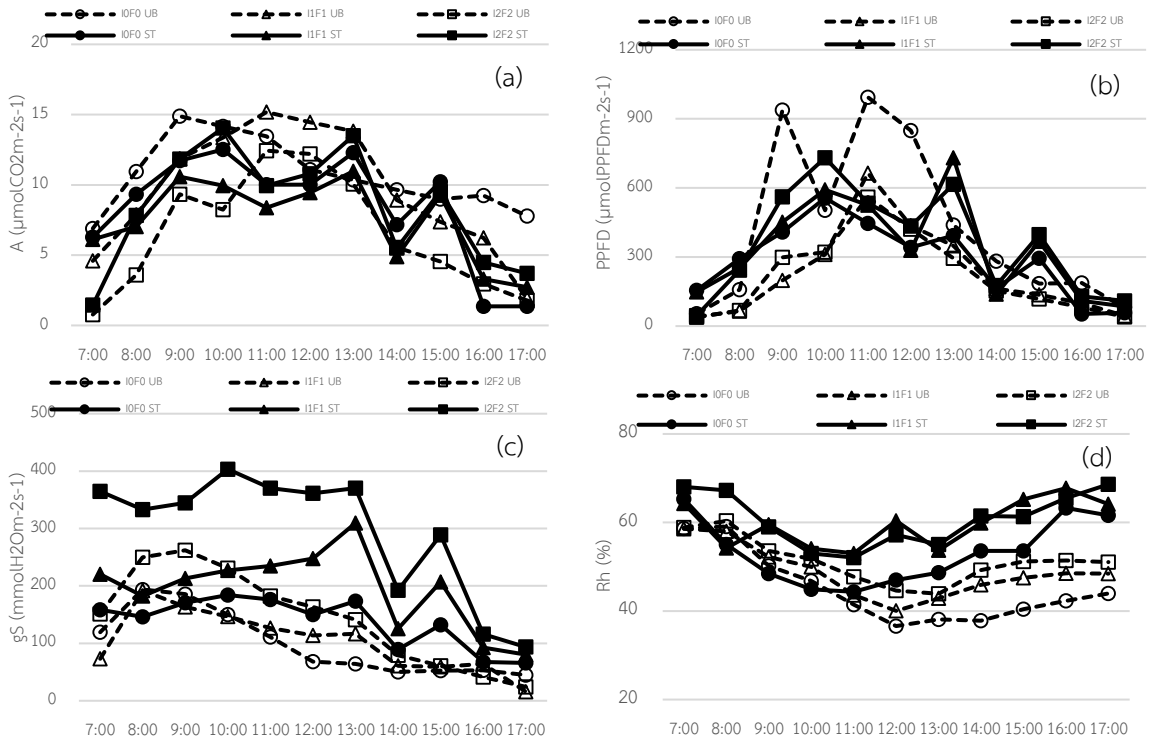 I0F0 UB I1F1 UB I2F2 UB
I0F0 ST I1F1 ST I2F2 ST
20
15
10
5
0
A (µmolCO2m-2s-1)
(a)
7:00 8:00 9:00 10:00 11:00 12:00 13:00 14:00 15:00 16:00 17:00
I0F0 UB I1F1 UB I2F2 UB
I0F0 ST I1F1 ST I2F2 ST
1200
900
600
300
0
PPFD (µmolPPFDm-2s-1)
(b)
7:00 8:00 9:00 10:00 11:00 12:00 13:00 14:00 15:00 16:00 17:00
I0F0 UB I1F1 UB I2F2 UB
I0F0 ST I1F1 ST I2F2 ST
500
400
300
200
100
0
gS (mmolH2Om-2s-1)
(c)
7:00 8:00 9:00 10:00 11:00 12:00 13:00 14:00 15:00 16:00 17:00
I0F0 UB I1F1 UB I2F2 UB
I0F0 ST I1F1 ST I2F2 ST
80
60
40
20
Rh (%)
(d)
7:00 8:00 9:00 10:00 11:00 12:00 13:00 14:00 15:00 16:00 17:00